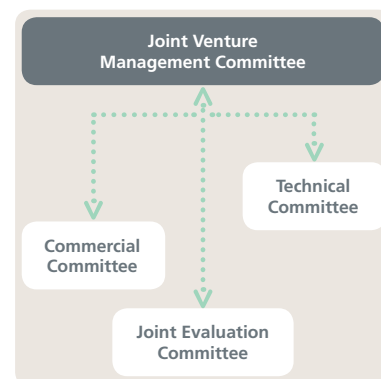 Joint Venture
Management Committee
Technical
Committee
Commercial
Committee
Joint Evaluation
Committee